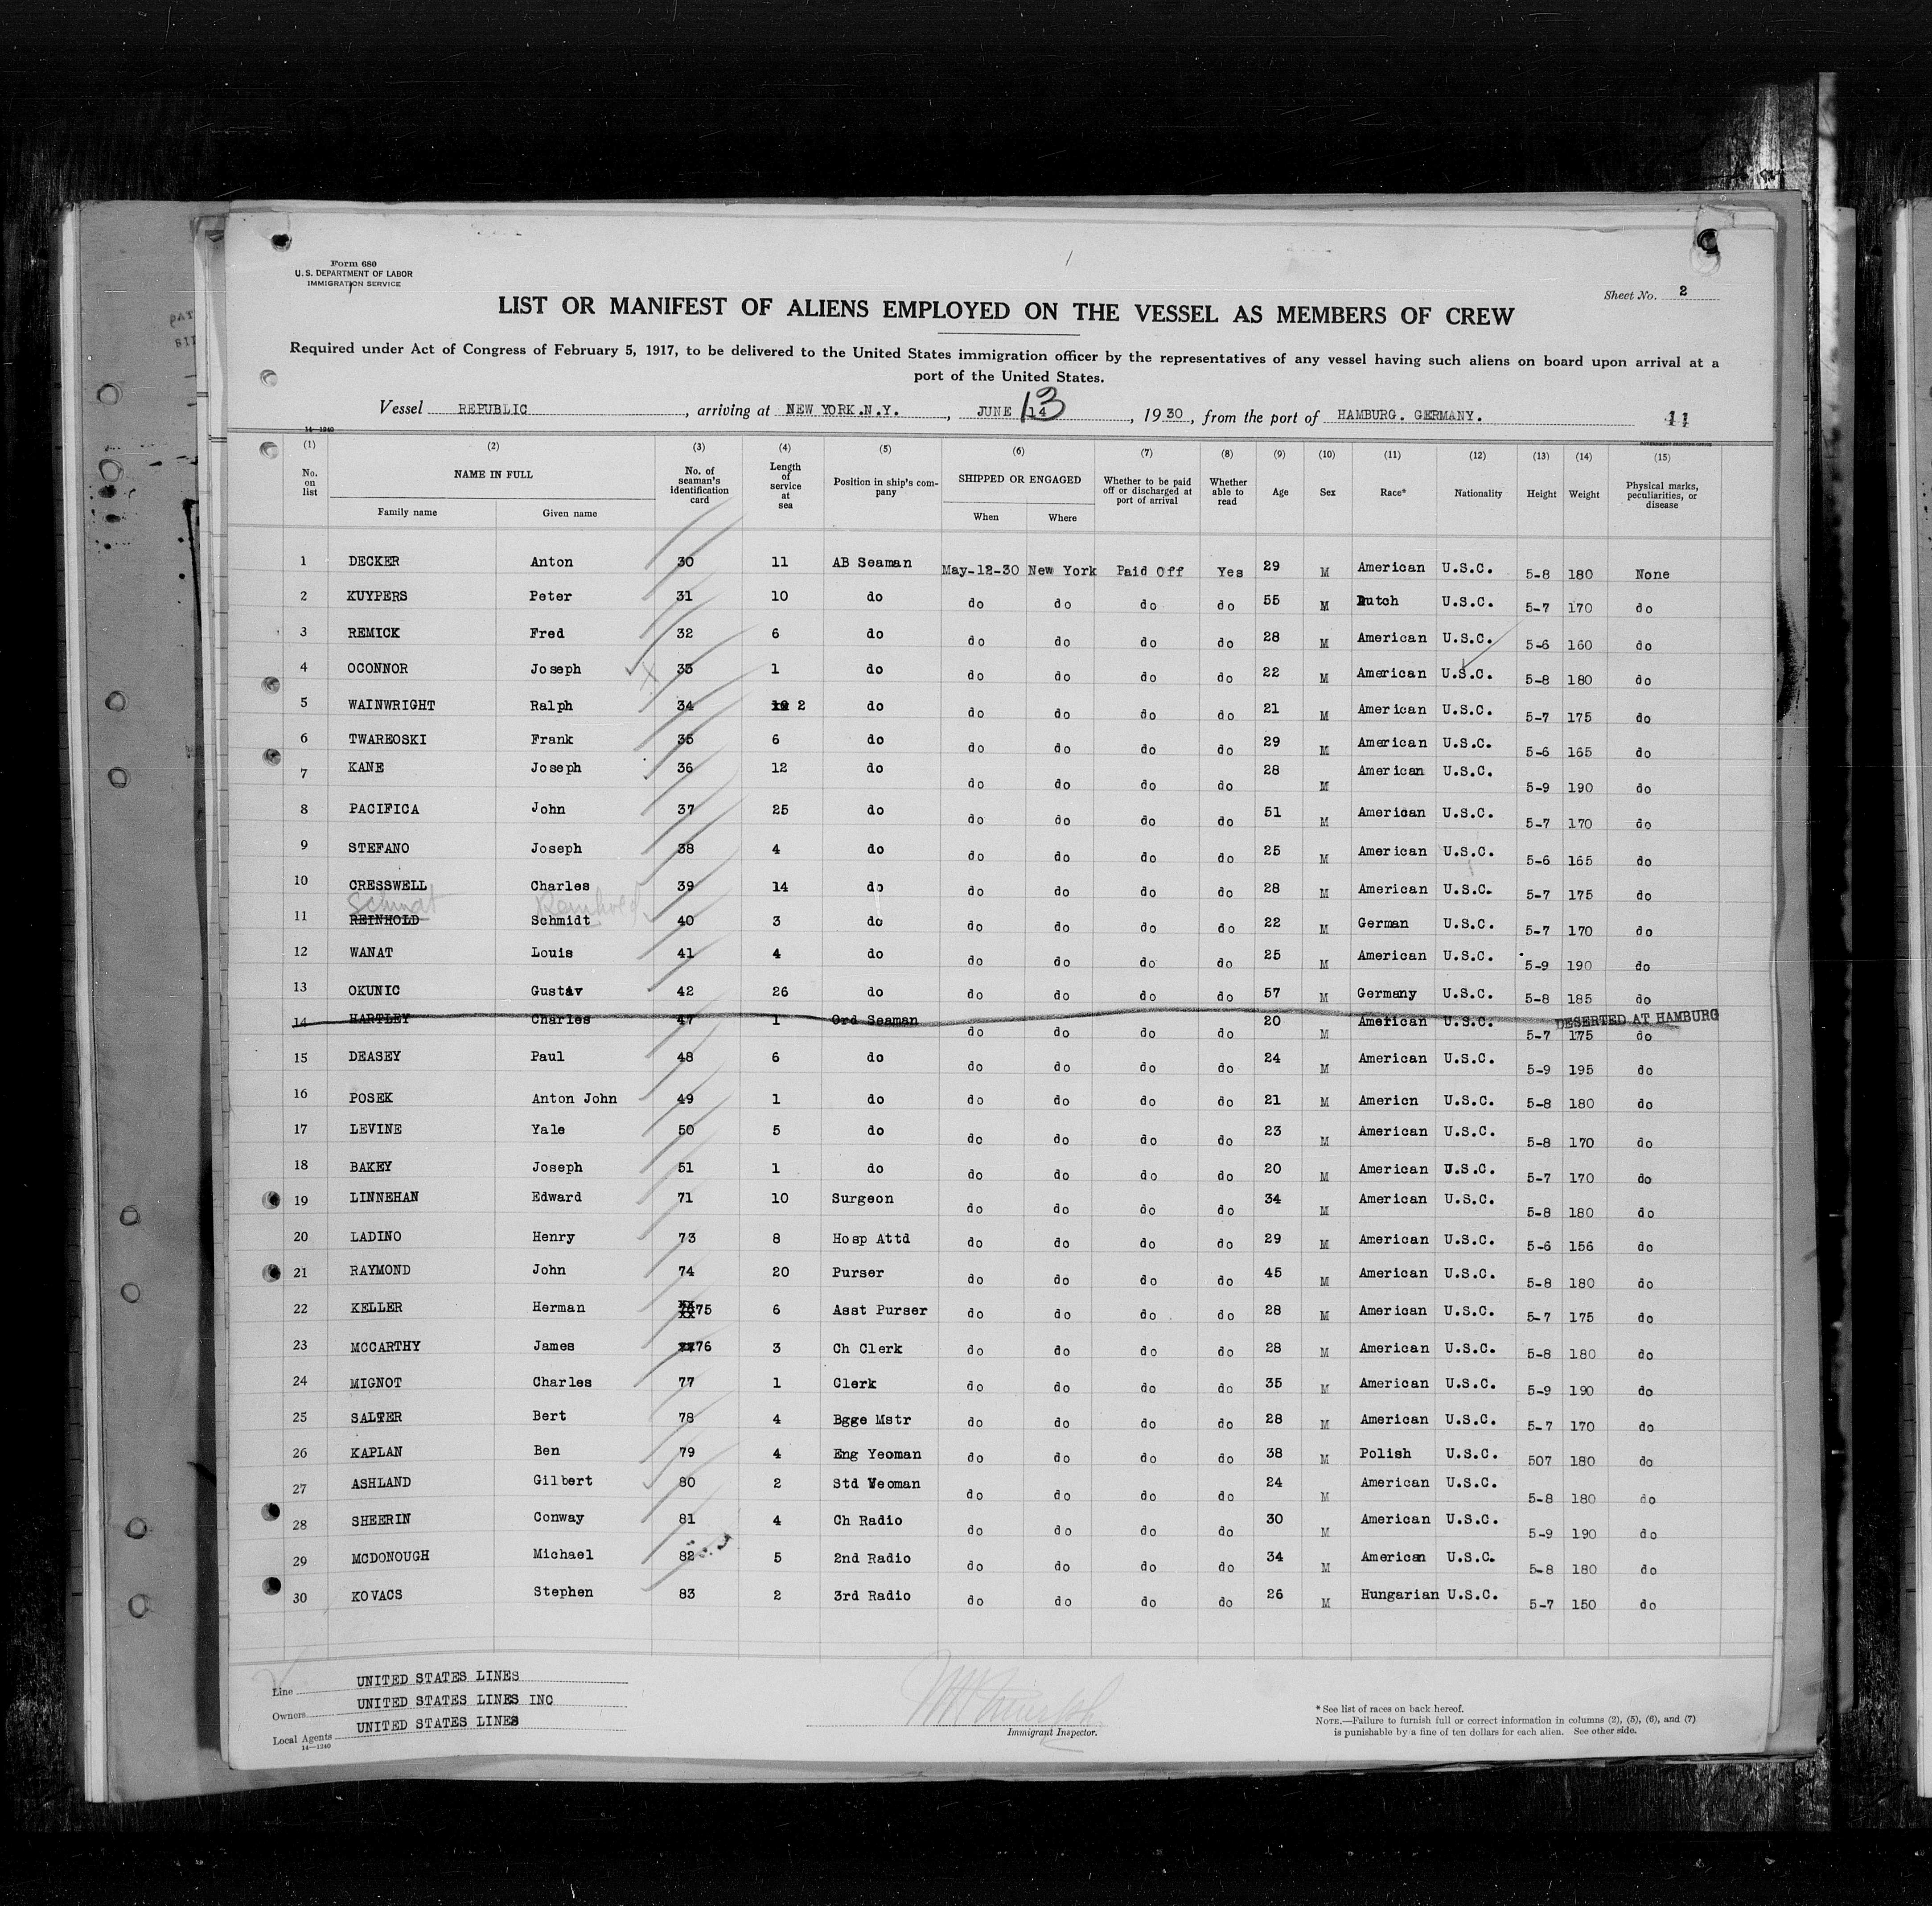 Form 680
U. S. DEPARTMENT OF LABOR
IMMIGRATION SERVICE
Sheet No. 2
LIST OR MANIFEST OF ALIENS EMPLOYED ON THE VESSEL AS MEMBERS OF CREW
Required under Act of Congress of February 5, 1917, to be delivered to the United States immigration officer by the representatives of any vessel having such aliens on board upon arrival at a
port of the United States.
Vessel REPUBLIC, arriving at NEW YORK.N.Y., JUNE 14 13, 1930, from the port of HAMBURG. GERMANY. 11
14—1240
(1) (2) (3) (4) (5) (6) (7) (8) (9) (10) (11) (12) (13) (14) (15)
No. on list NAME IN FULL No. of seaman's identification card Length of service at sea Position in ship's company SHIPPED OR ENGAGED Whether to be paid off or discharged at port of arrival Whether able to read Age Sex Race* Nationality Height Weight Physical marks, peculiarities, or disease
Family name Given name When Where
1 DECKER Anton 30 11 AB Seaman May-12-30 New York Paid Off Yes 29 M American U.S.C. 5-8 180 None
2 KUYPERS Peter 31 10 do do do do do 55 M Dutch U.S.C. 5-7 170 do
3 REMICK Fred 32 6 do do do do do 28 M American U.S.C. 5-6 160 do
4 OCONNOR Joseph 33 1 do do do do do 22 M American U.S.C. 5-8 180 do
5 WAINWRIGHT Ralph 34 2 do do do do do 21 M American U.S.C. 5-7 175 do
6 TWAREOSKI Frank 35 6 do do do do do 29 M American U.S.C. 5-6 165 do
7 KANE Joseph 36 12 do do do do do 28 M American U.S.C. 5-9 190 do
8 PACIFICA John 37 25 do do do do do 51 M American U.S.C. 5-7 170 do
9 STEFANO Joseph 38 4 do do do do do 25 M American U.S.C. 5-6 165 do
10 CRESSWELL Charles 39 14 do do do do do 28 M American U.S.C. 5-7 175 do
Schmidt Reinhold
11 REINHOLD Schmidt 40 3 do do do do do 22 M German U.S.C. 5-7 170 do
12 WANAT Louis 41 4 do do do do do 25 M American U.S.C. 5-9 190 do
13 OKUNIC Gustav 42 26 do do do do do 57 M Germany U.S.C. 5-8 185 do
14 HARTLEY Charles 47 1 Ord Seaman do do do do 20 M American U.S.C. 5-7 175 do DESERTED AT HAMBURG
15 DEASEY Paul 48 6 do do do do do 24 M American U.S.C. 5-9 195 do
16 POSEK Anton John 49 1 do do do do do 21 M Americn U.S.C. 5-8 180 do
17 LEVINE Yale 50 5 do do do do do 23 M American U.S.C. 5-8 170 do
18 BAKEY Joseph 51 1 do do do do do 20 M American U.S.C. 5-7 170 do
19 LINNEHAN Edward 71 10 Surgeon do do do do 34 M American U.S.C. 5-8 180 do
20 LADINO Henry 73 8 Hosp Attd do do do do 29 M American U.S.C. 5-6 156 do
21 RAYMOND John 74 20 Purser do do do do 45 M American U.S.C. 5-8 180 do
22 KELLER Herman 75 6 Asst Purser do do do do 28 M American U.S.C. 5-7 175 do
23 MCCARTHY James 76 3 Ch Clerk do do do do 28 M American U.S.C. 5-8 180 do
24 MIGNOT Charles 77 1 Clerk do do do do 35 M American U.S.C. 5-9 190 do
25 SALTER Bert 78 4 Bgge Mstr do do do do 28 M American U.S.C. 5-7 170 do
26 KAPLAN Ben 79 4 Eng Yeoman do do do do 38 M Polish U.S.C. 507 180 do
27 ASHLAND Gilbert 80 2 Std Yeoman do do do do 24 M American U.S.C. 5-8 180 do
28 SHEERIN Conway 81 4 Ch Radio do do do do 30 M American U.S.C. 5-9 190 do
29 MCDONOUGH Michael 82 5 2nd Radio do do do do 34 M American U.S.C. 5-8 180 do
30 KOVACS Stephen 83 2 3rd Radio do do do do 26 M Hungarian U.S.C. 5-7 150 do
Line UNITED STATES LINES
Owners UNITED STATES LINES INC
Local Agents UNITED STATES LINES
14—1240
Immigrant Inspector.
* See list of races on back hereof.
NOTE.—Failure to furnish full or correct information in columns (2), (5), (6), and (7)
is punishable by a fine of ten dollars for each alien. See other side.